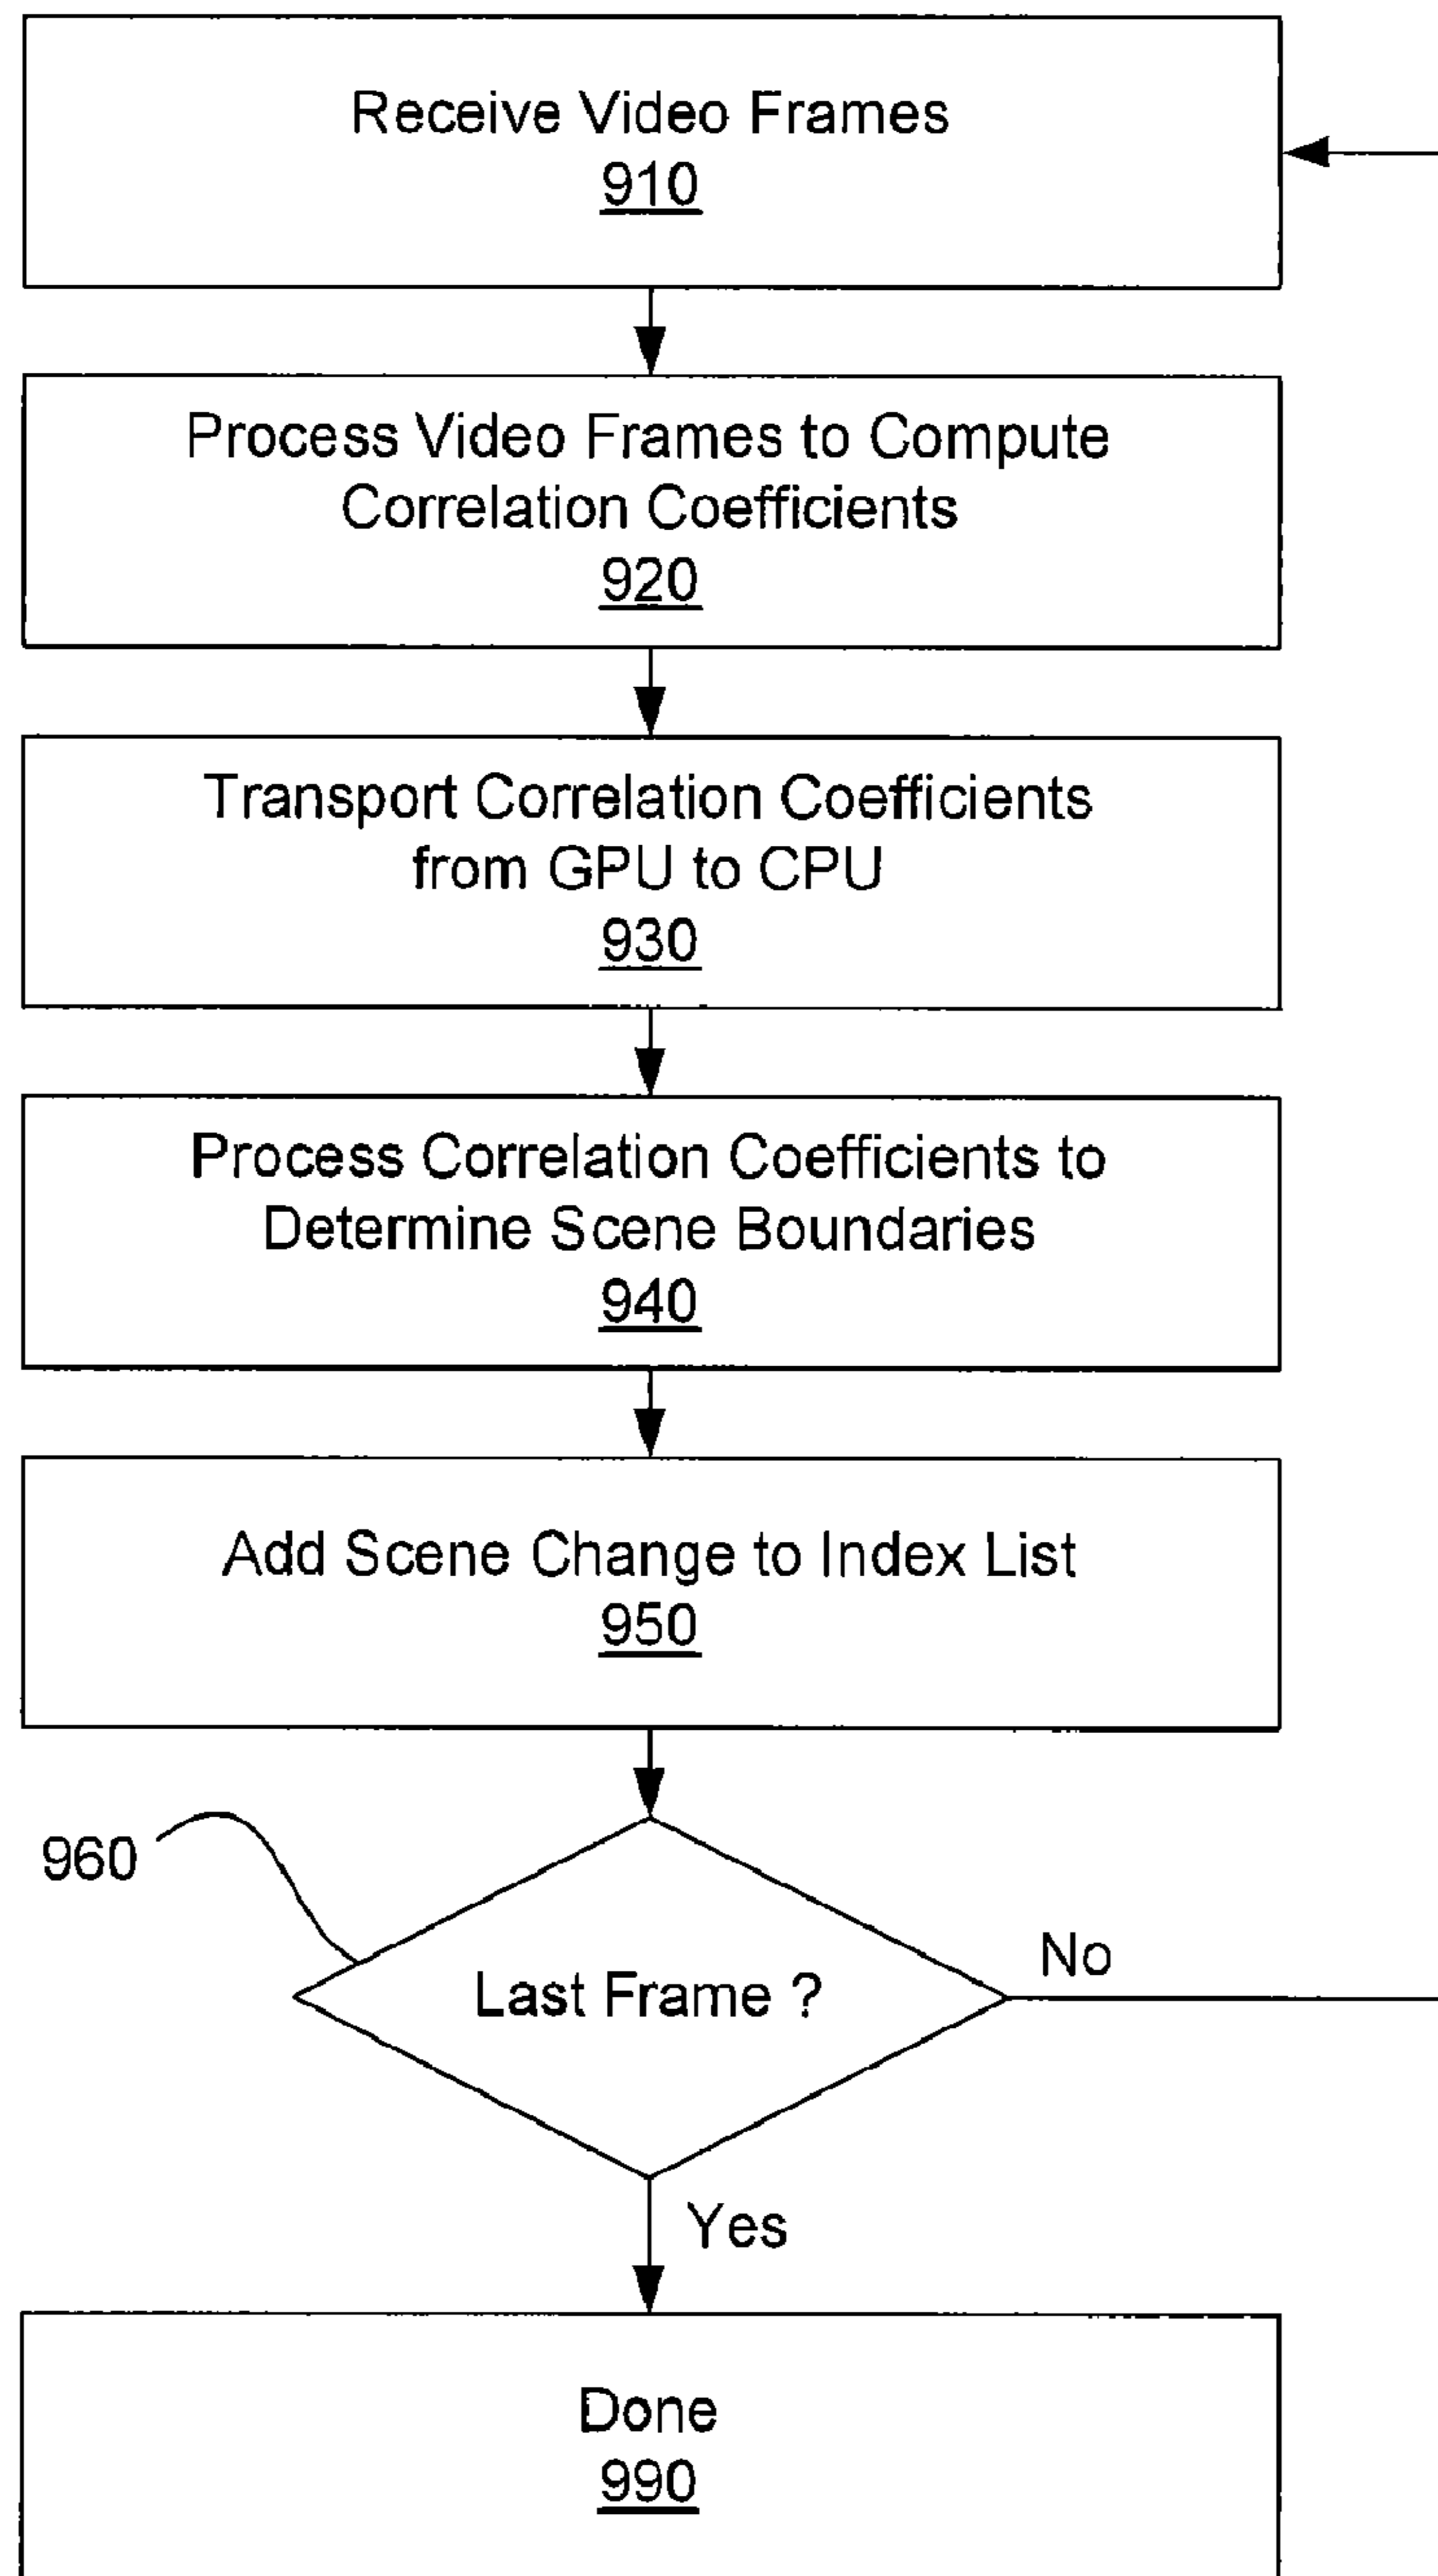 Receive Video Frames
910
Process Video Frames to Compute
Correlation Coefficients
920
Transport Correlation Coefficients
from GPU to CPU
930
Process Correlation Coefficients to
Determine Scene Boundaries
940
Add Scene Change to Index List
950
960
Last Frame ?
No
Yes
Done
990